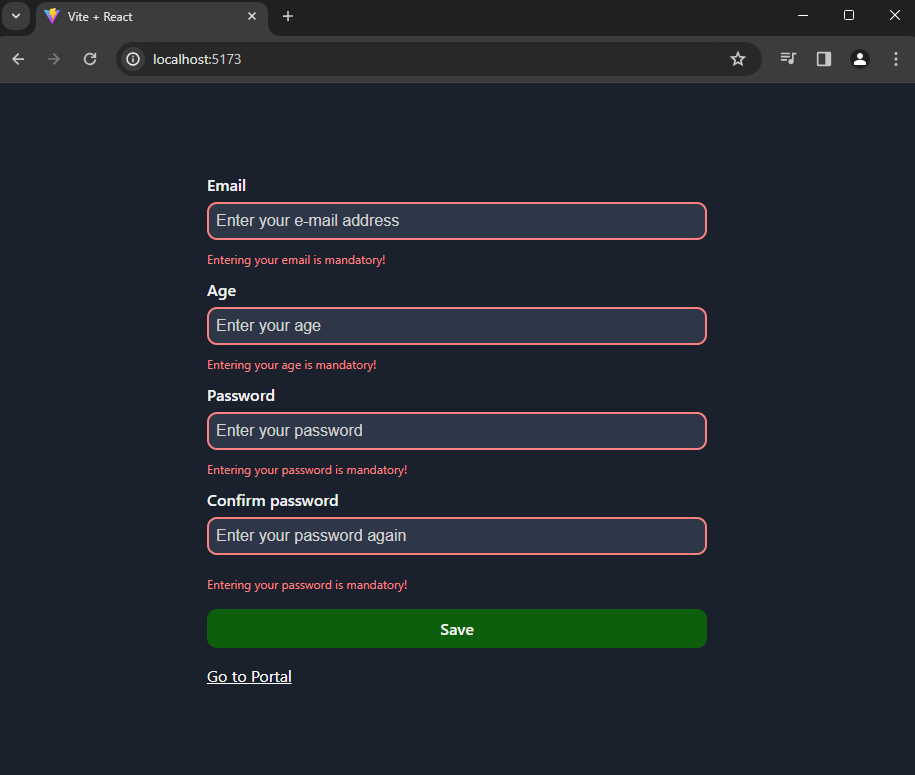 Vite + React
localhost:5173
Email
Enter your e-mail address
Entering your email is mandatory!
Age
Enter your age
Entering your age is mandatory!
Password
Enter your password
Entering your password is mandatory!
Confirm password
Enter your password again
Entering your password is mandatory!
Save
Go to Portal